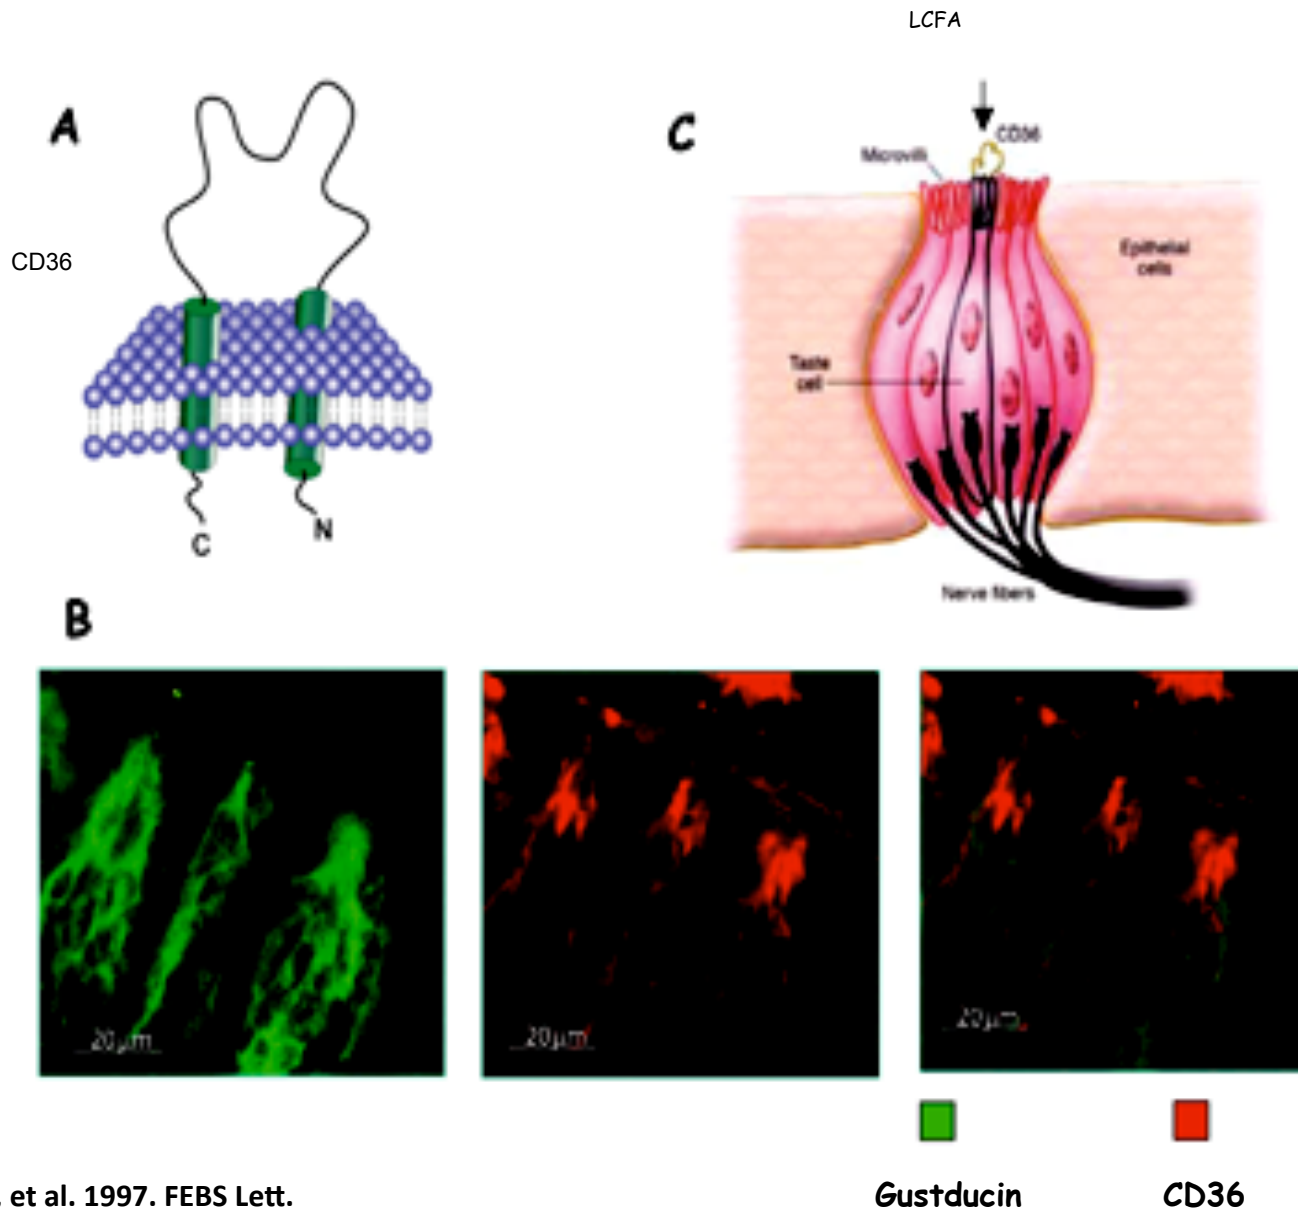 LCFA
A
C
CD36
Microvilli
CD36
Epithelial
cells
Taste
cell
C
N
Nerve fibers
B
20µm
20µm
20µm
Gustducin
CD36
. et al. 1997. FEBS Lett.